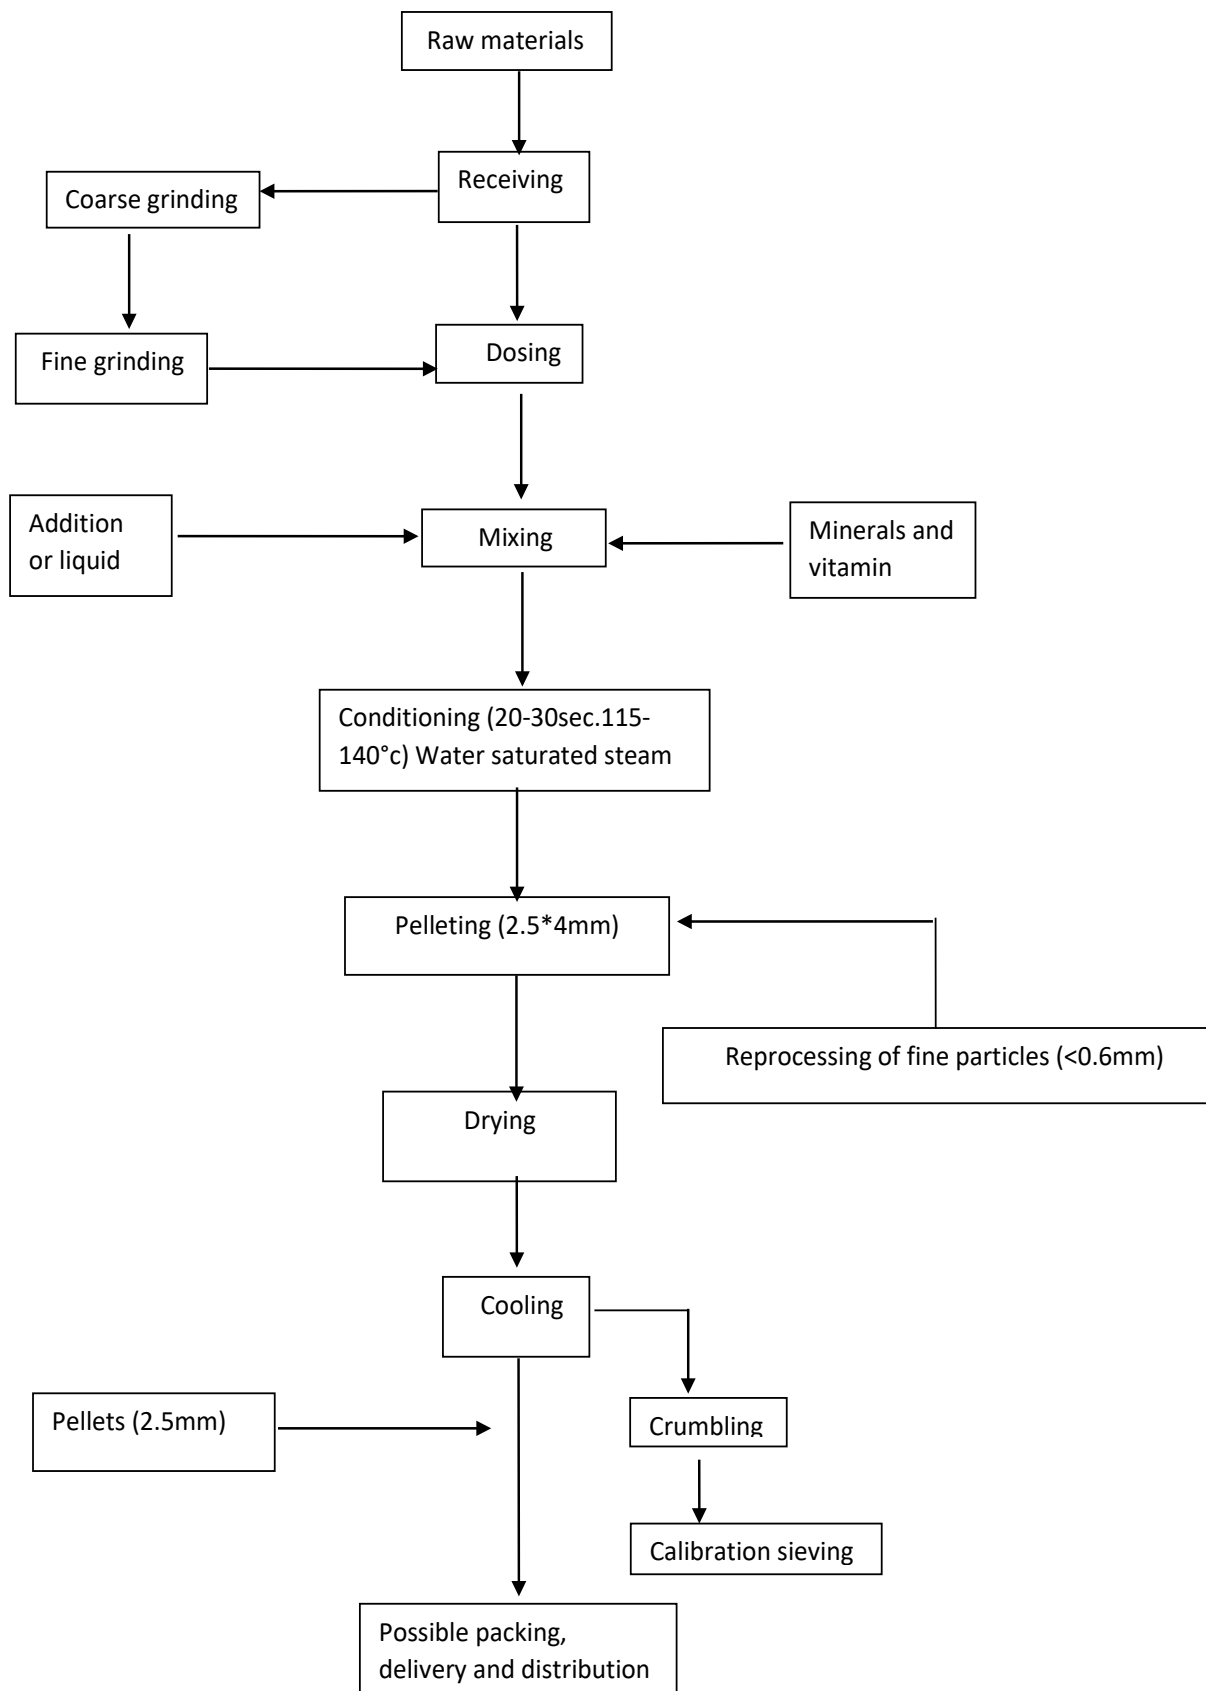 Raw materials
Receiving
Coarse grinding
Fine grinding
Dosing
Addition
or liquid
Mixing
Minerals and
vitamin
Conditioning (20-30sec.115-
140°c) Water saturated steam
Pelleting (2.5*4mm)
Reprocessing of fine particles (<0.6mm)
Drying
Cooling
Pellets (2.5mm)
Crumbling
Calibration sieving
Possible packing,
delivery and distribution